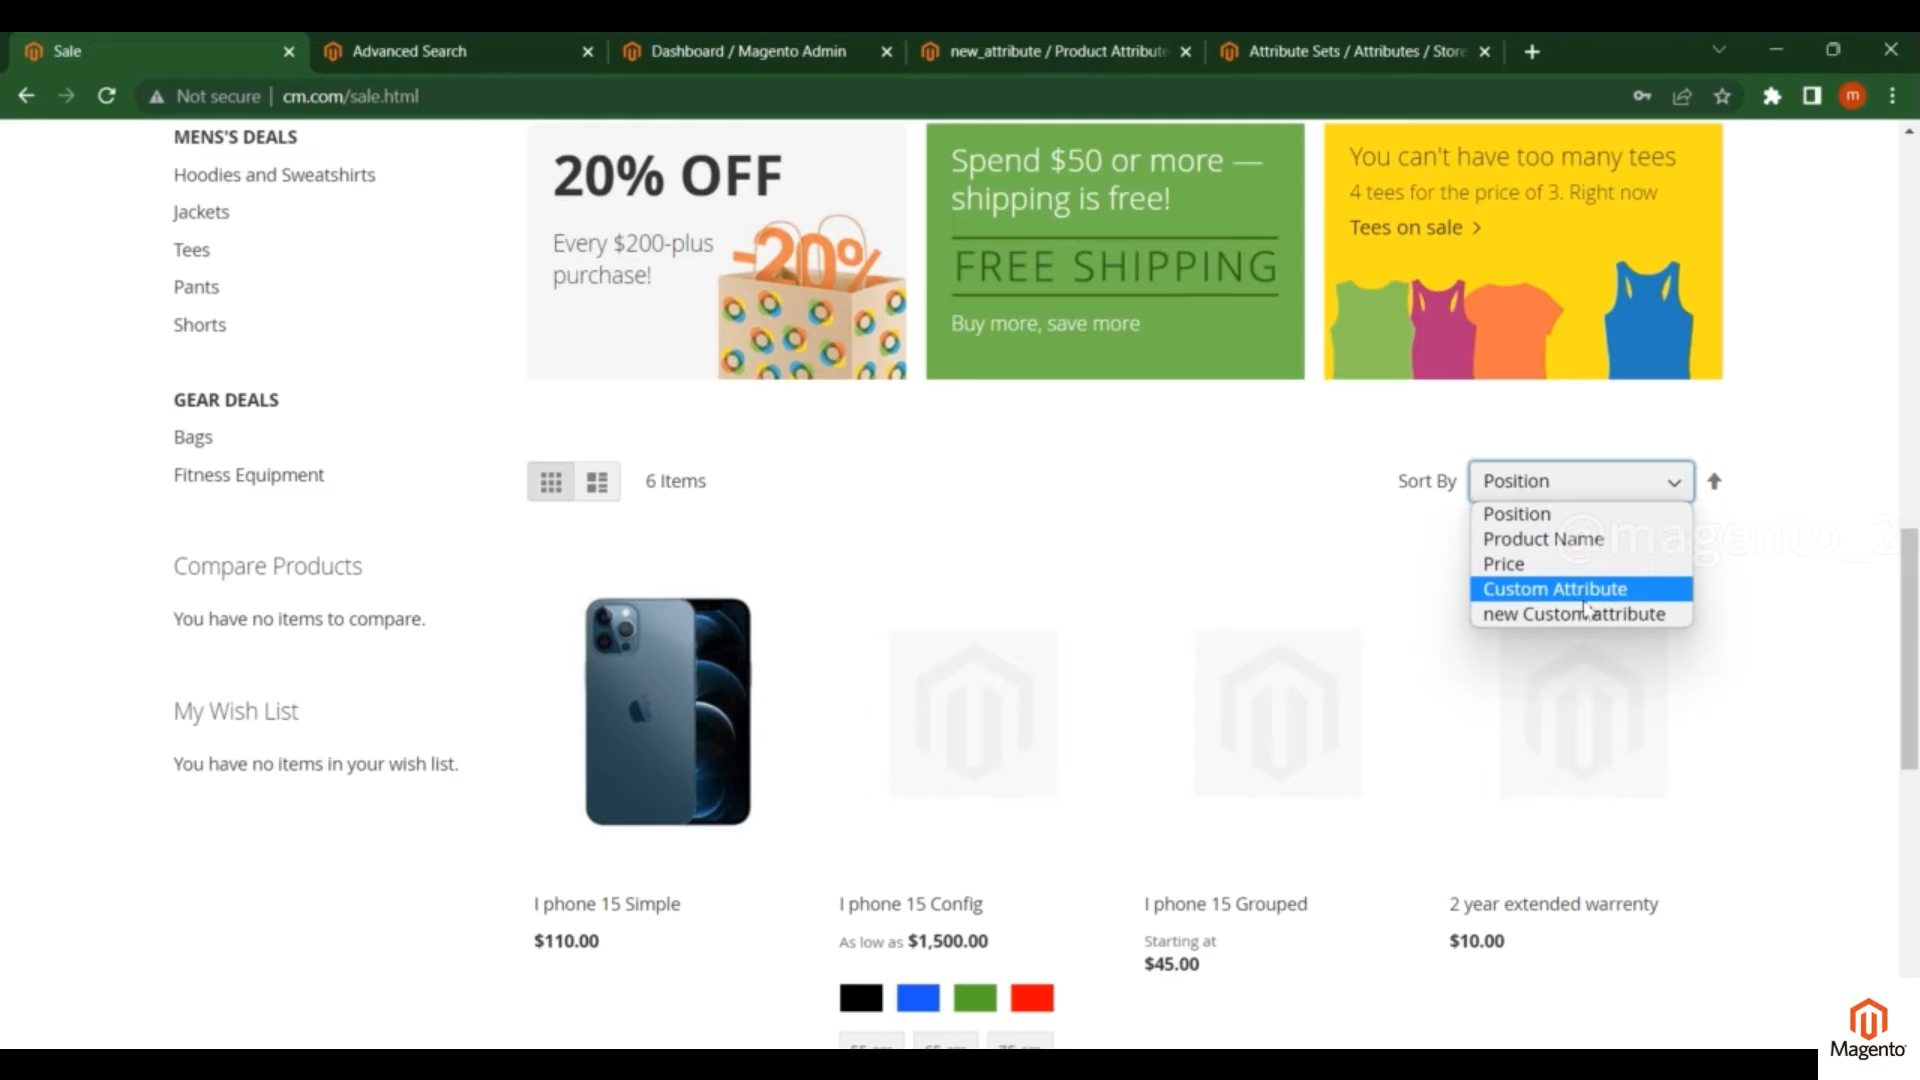 Sale
Advanced Search
Dashboard / Magento Admin
new_attribute / Product Attribut
Attribute Sets / Attributes / Store
Not secure
cm.com/sale.html
m
MENS'S DEALS
Hoodies and Sweatshirts
Jackets
Tees
Pants
Shorts
GEAR DEALS
Bags
Fitness Equipment
Compare Products
You have no items to compare.
My Wish List
You have no items in your wish list.
20% OFF
Every $200-plus
purchase!
-20%
Spend $50 or more —
shipping is free!
FREE SHIPPING
Buy more, save more
You can't have too many tees
4 tees for the price of 3. Right now
Tees on sale >
6 Items
Sort By
Position
Position
Product Name
Price
Custom Attribute
new Custom attribute
@magento_2
I phone 15 Simple
$110.00
I phone 15 Config
As low as $1,500.00
I phone 15 Grouped
Starting at
$45.00
2 year extended warrenty
$10.00
Magento